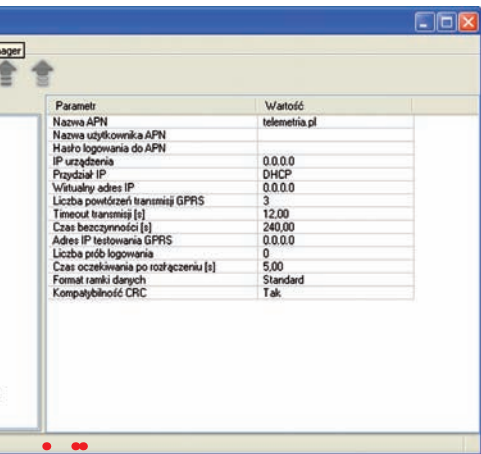 ager
Parametr Wartość
Nazwa APN telemetria.pl
Nazwa użytkownika APN
Hasło logowania do APN
IP urządzenia 0.0.0.0
Przydział IP DHCP
Wirtualny adres IP 0.0.0.0
Liczba powtórzeń transmisji GPRS 3
Timeout transmisji [s] 12,00
Czas bezczynności [s] 240,00
Adres IP testowania GPRS 0.0.0.0
Liczba prób logowania 0
Czas oczekiwania po rozłączeniu [s] 5,00
Format ramki danych Standard
Kompatybilność CRC Tak